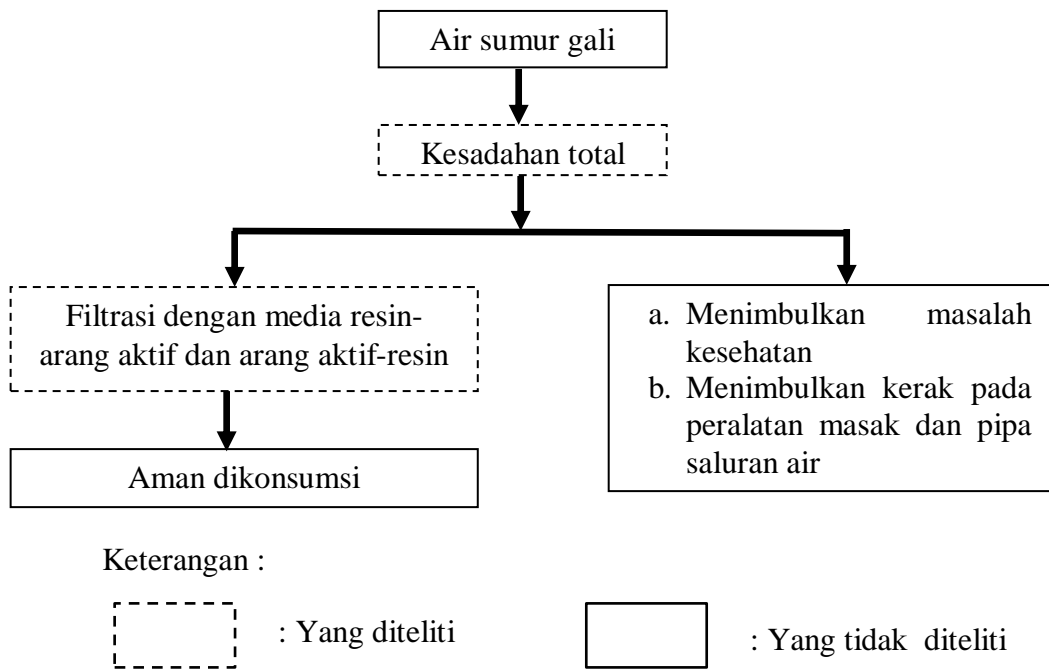 Air sumur gali
Kesadahan total
Filtrasi dengan media resin-
arang aktif dan arang aktif-resin
a. Menimbulkan masalah
kesehatan
b. Menimbulkan kerak pada
peralatan masak dan pipa
saluran air
Aman dikonsumsi
Keterangan :
: Yang diteliti
: Yang tidak diteliti